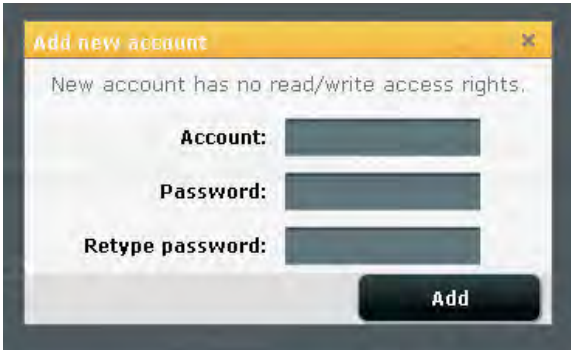 Add new account
New account has no read/write access rights.
Account:
Password:
Retype password:
Add